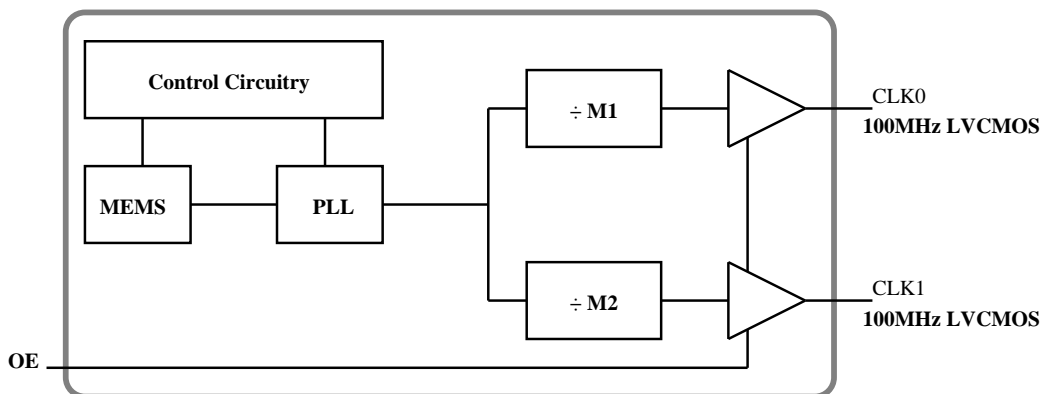 Control Circuitry
MEMS
PLL
÷ M1
÷ M2
CLK0
100MHz LVCMOS
CLK1
100MHz LVCMOS
OE